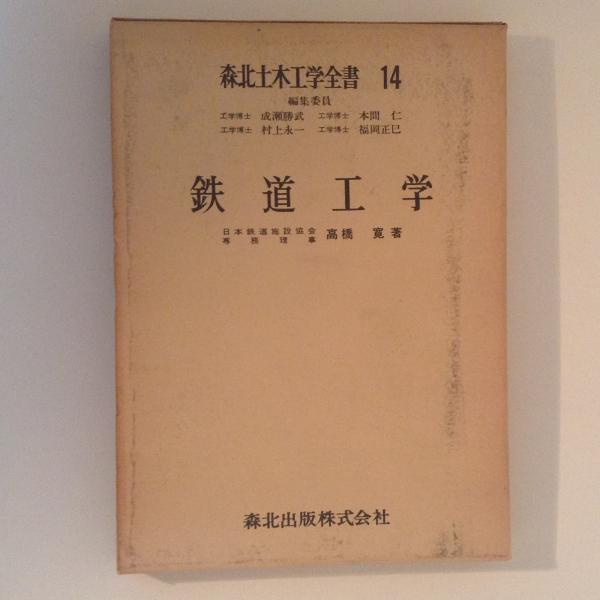 森北土木工学全書 14
編集委員
工学博士 成瀬勝武 工学博士 本間 仁
工学博士 村上永一 工学博士 福岡正巳
鉄道工学
日本鉄道施設協会
専務理事 高橋 寛著
森北出版株式会社